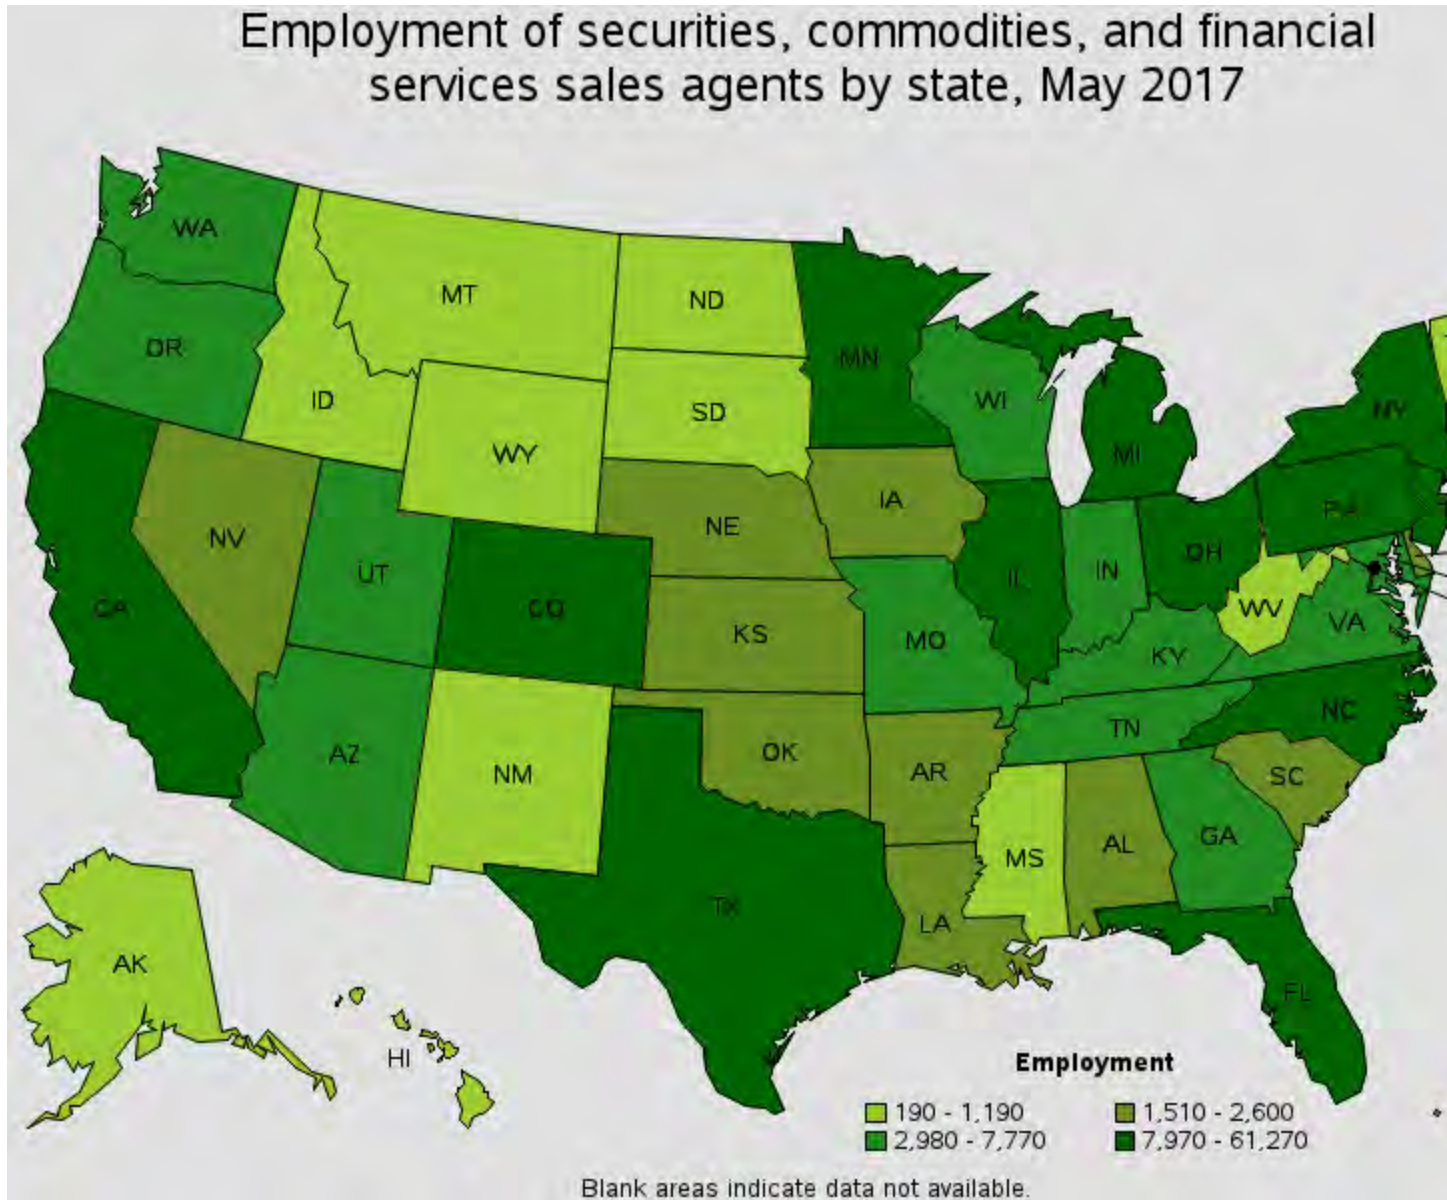 Employment of securities, commodities, and financial
services sales agents by state, May 2017
WA
MT
ND
OR
MN
ID
SD
WI
WY
NY
MI
IA
NE
NV
PA
OH
UT
IL
IN
CO
CA
WV
KS
VA
MO
KY
NC
TN
AZ
OK
NM
AR
SC
GA
AL
MS
TX
LA
AK
FL
HI
Employment
190 - 1,190
1,510 - 2,600
2,980 - 7,770
7,970 - 61,270
Blank areas indicate data not available.